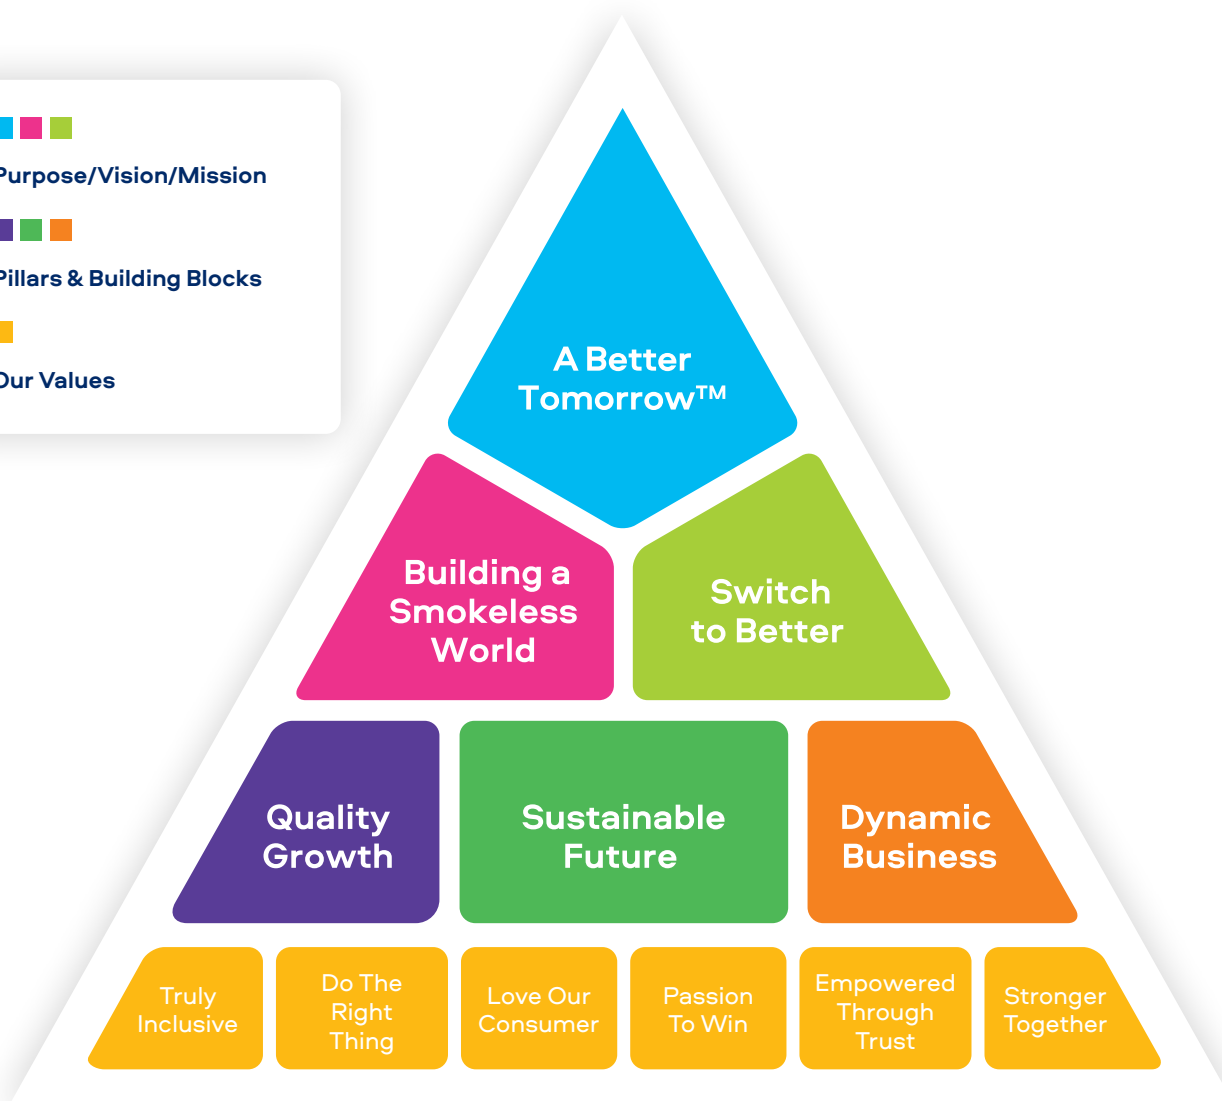 Purpose/Vision/Mission
Pillars & Building Blocks
Our Values
A Better
Tomorrow™
Building a
Smokeless
World
Switch
to Better
Quality
Growth
Sustainable
Future
Dynamic
Business
Truly
Inclusive
Do The
Right
Thing
Love Our
Consumer
Passion
To Win
Empowered
Through
Trust
Stronger
Together